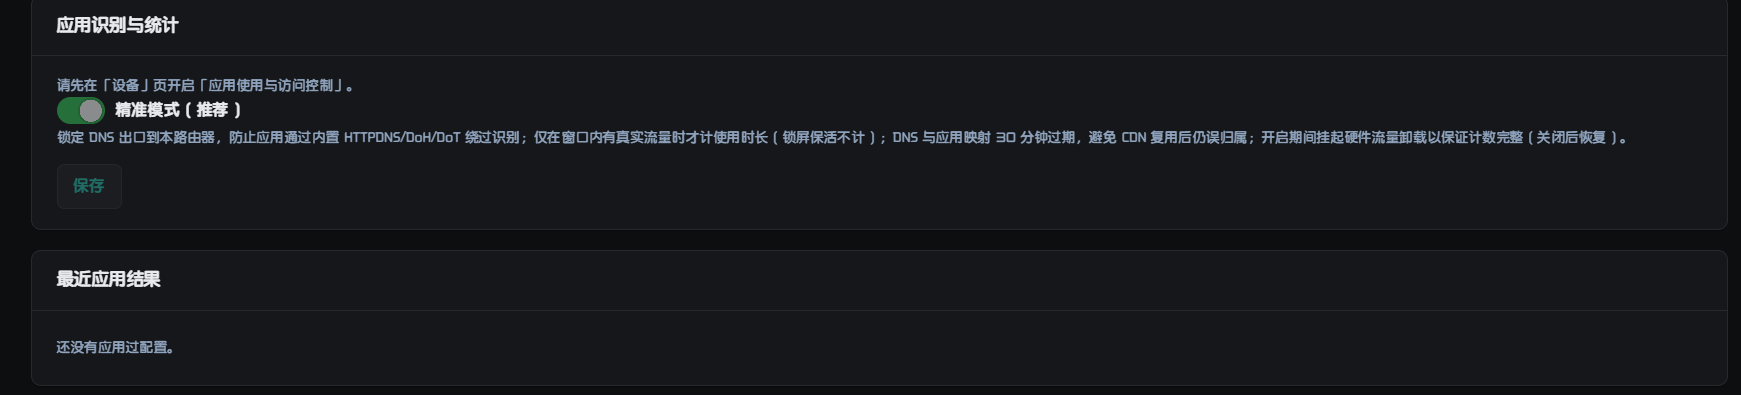 应用识别与统计
请先在「设备」页开启「应用使用与访问控制」。
精准模式（推荐）
锁定 DNS 出口到本路由器，防止应用通过内置 HTTPDNS/DoH/DoT 绕过识别；仅在窗口内有真实流量时才计使用时长（锁屏保活不计）；DNS 与应用映射 30 分钟过期，避免 CDN 复用后仍误归属；开启期间挂起硬件流量卸载以保证计数完整（关闭后恢复）。
保存
最近应用结果
还没有应用过配置。